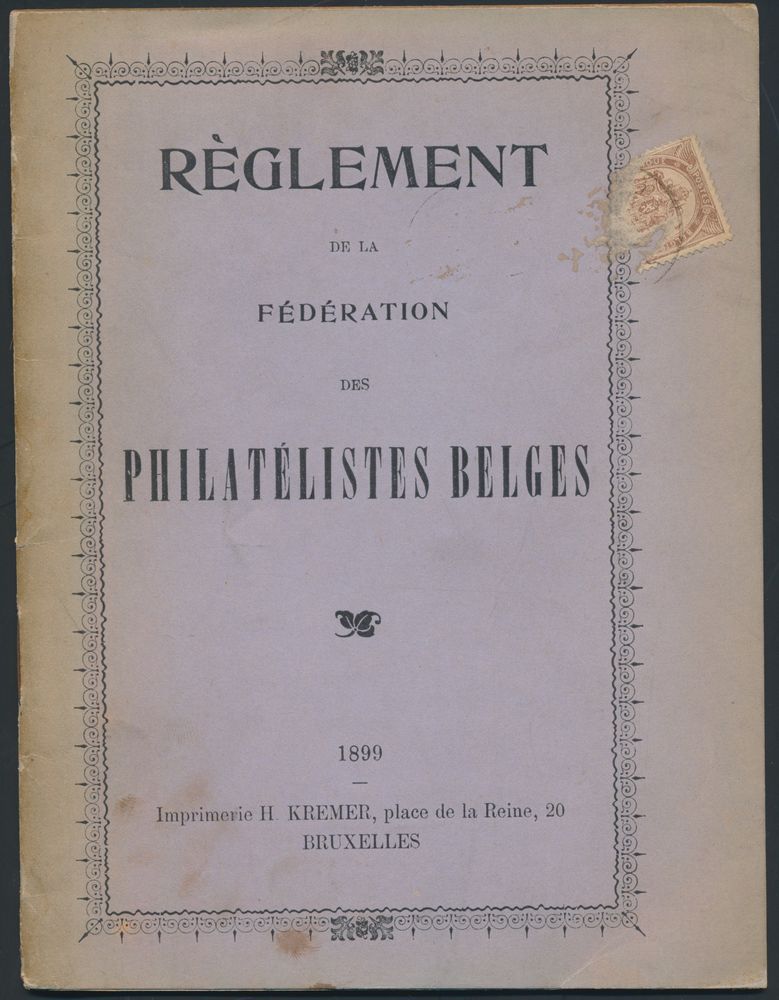 RÈGLEMENT
DE LA
FÉDÉRATION
DES
PHILATÉLISTES BELGES
1899
Imprimerie H. KREMER, place de la Reine, 20
BRUXELLES